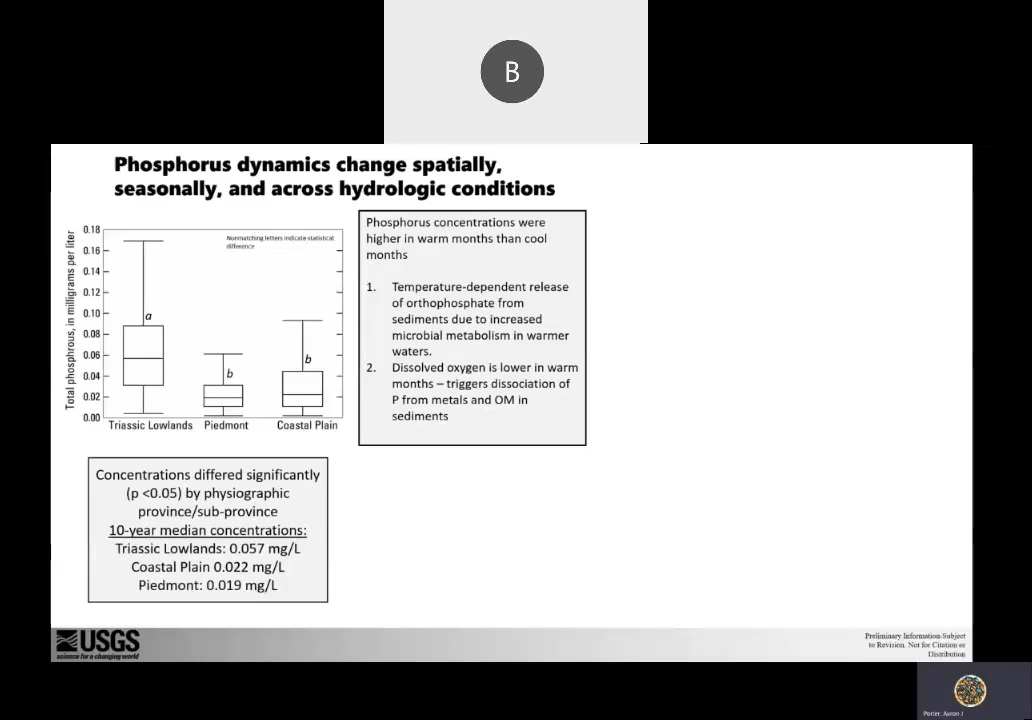 B
Phosphorus dynamics change spatially,
seasonally, and across hydrologic conditions
Total phosphrous, in milligrams per liter
0.18
0.16
0.14
0.12
0.10
0.08
0.06
0.04
0.02
0.00
Nonmatching letters indicate statistical
difference
a
b
b
Triassic Lowlands
Piedmont
Coastal Plain
Phosphorus concentrations were
higher in warm months than cool
months
1. Temperature-dependent release
of orthophosphate from
sediments due to increased
microbial metabolism in warmer
waters.
2. Dissolved oxygen is lower in warm
months – triggers dissociation of
P from metals and OM in
sediments
Concentrations differed significantly
(p <0.05) by physiographic
province/sub-province
10-year median concentrations:
Triassic Lowlands: 0.057 mg/L
Coastal Plain 0.022 mg/L
Piedmont: 0.019 mg/L
USGS
science for a changing world
Preliminary Information-Subject
to Revision. Not for Citation or
Distribution
Porter, Aaron J